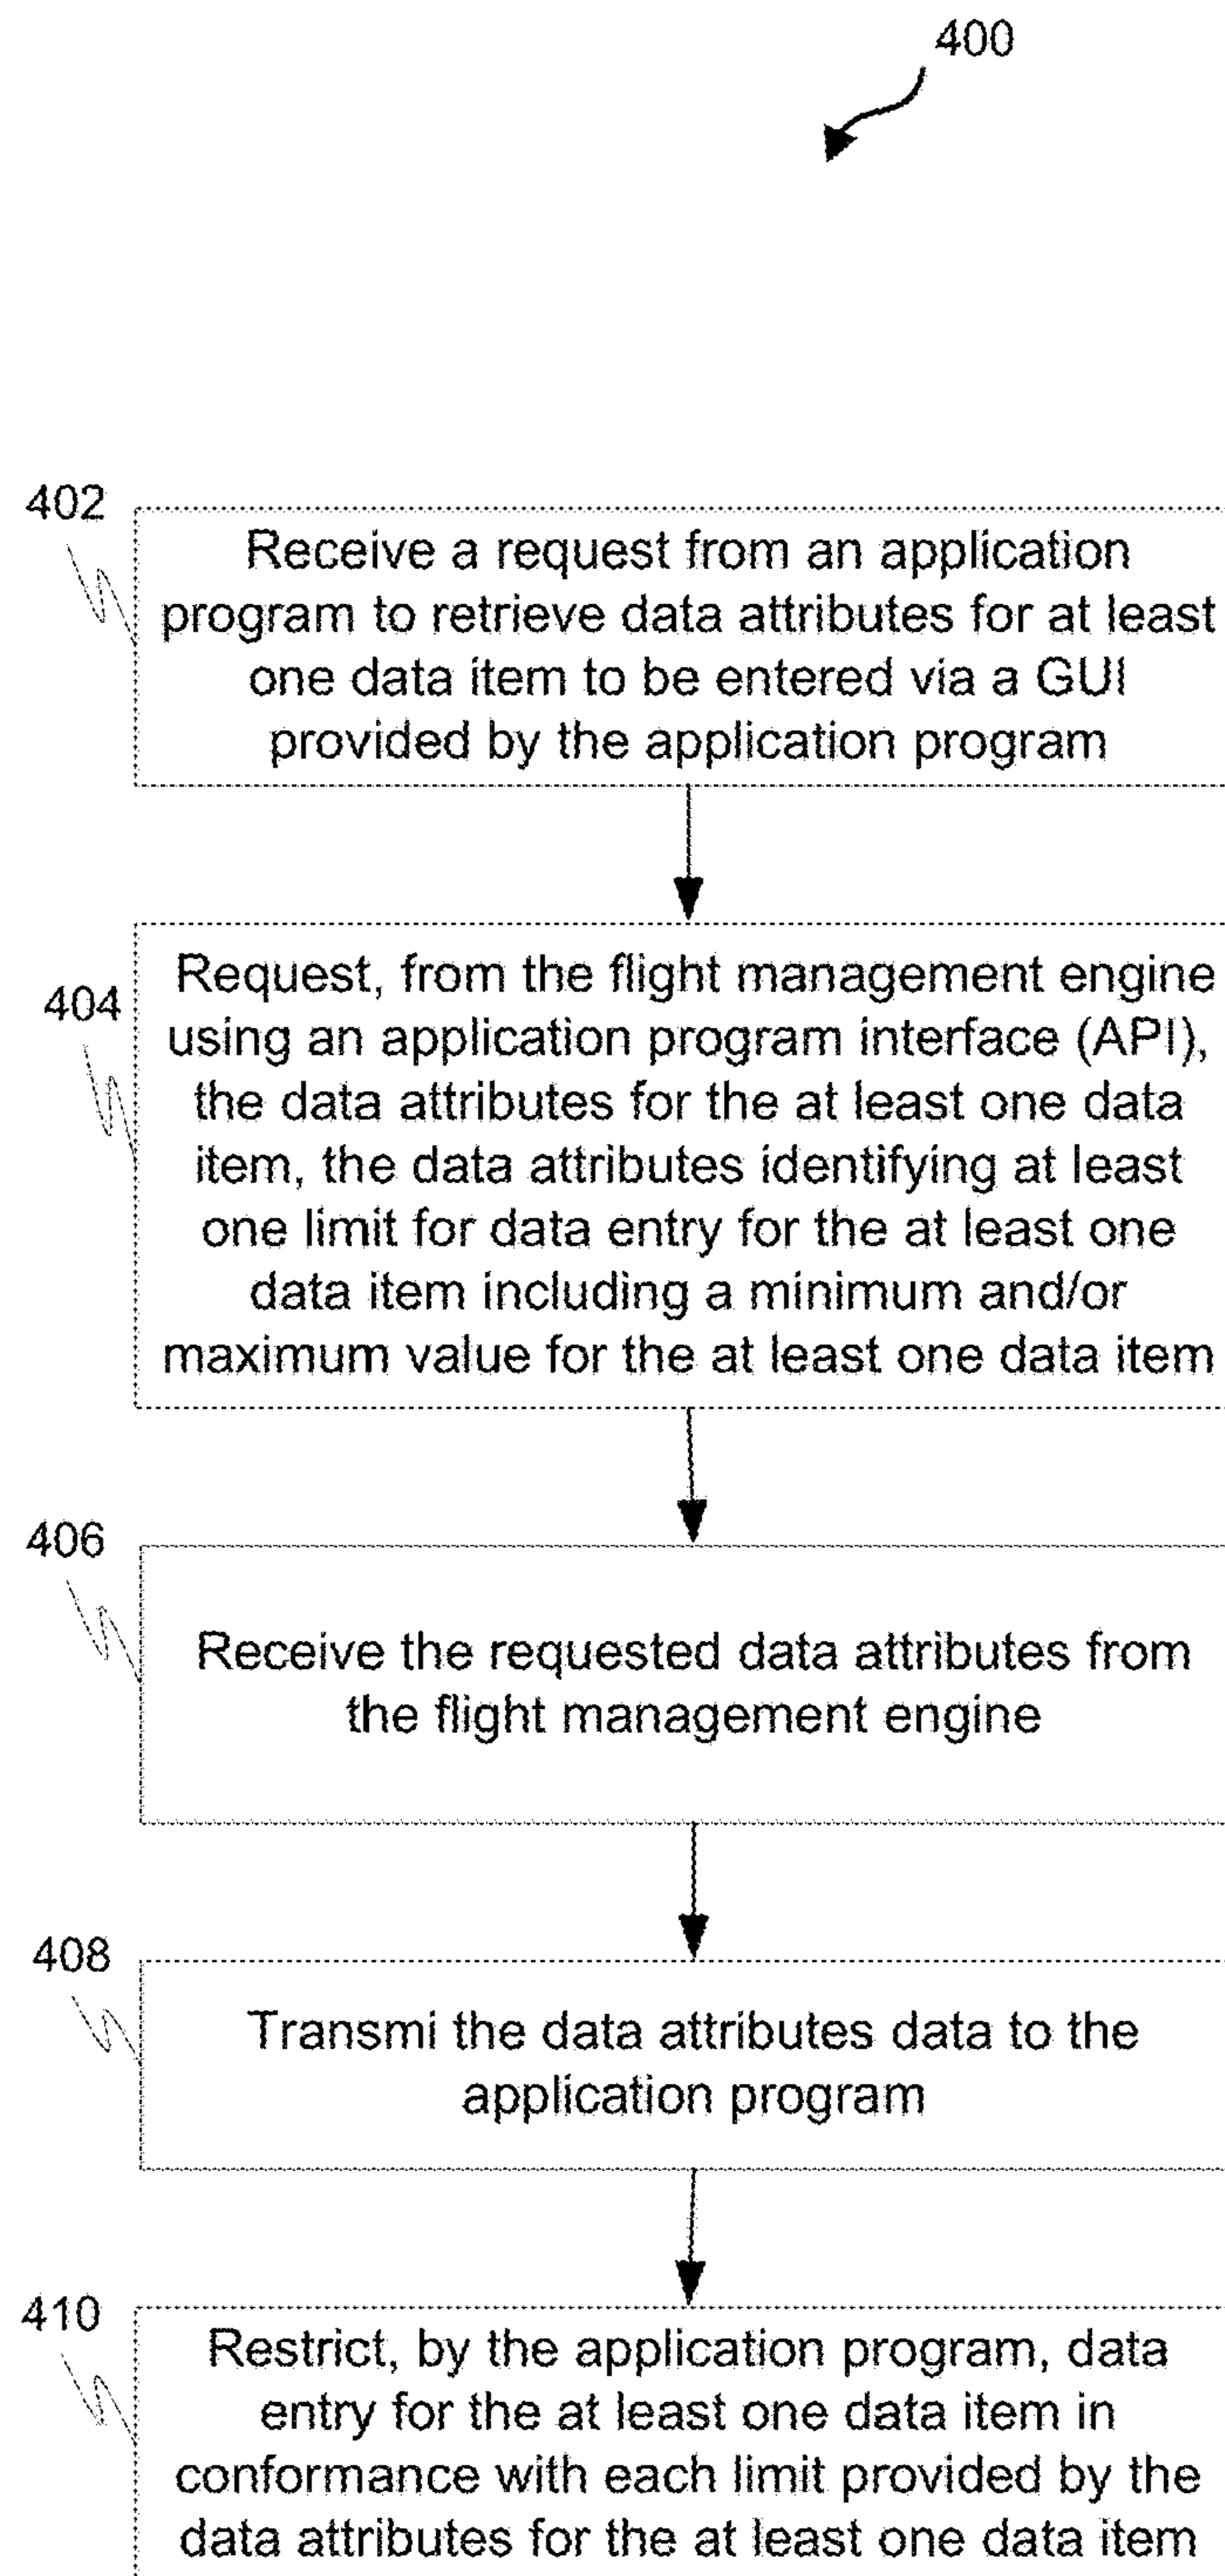 400
402
Receive a request from an application
program to retrieve data attributes for at least
one data item to be entered via a GUI
provided by the application program
404
Request, from the flight management engine
using an application program interface (API),
the data attributes for the at least one data
item, the data attributes identifying at least
one limit for data entry for the at least one
data item including a minimum and/or
maximum value for the at least one data item
406
Receive the requested data attributes from
the flight management engine
408
Transmi the data attributes data to the
application program
410
Restrict, by the application program, data
entry for the at least one data item in
conformance with each limit provided by the
data attributes for the at least one data item